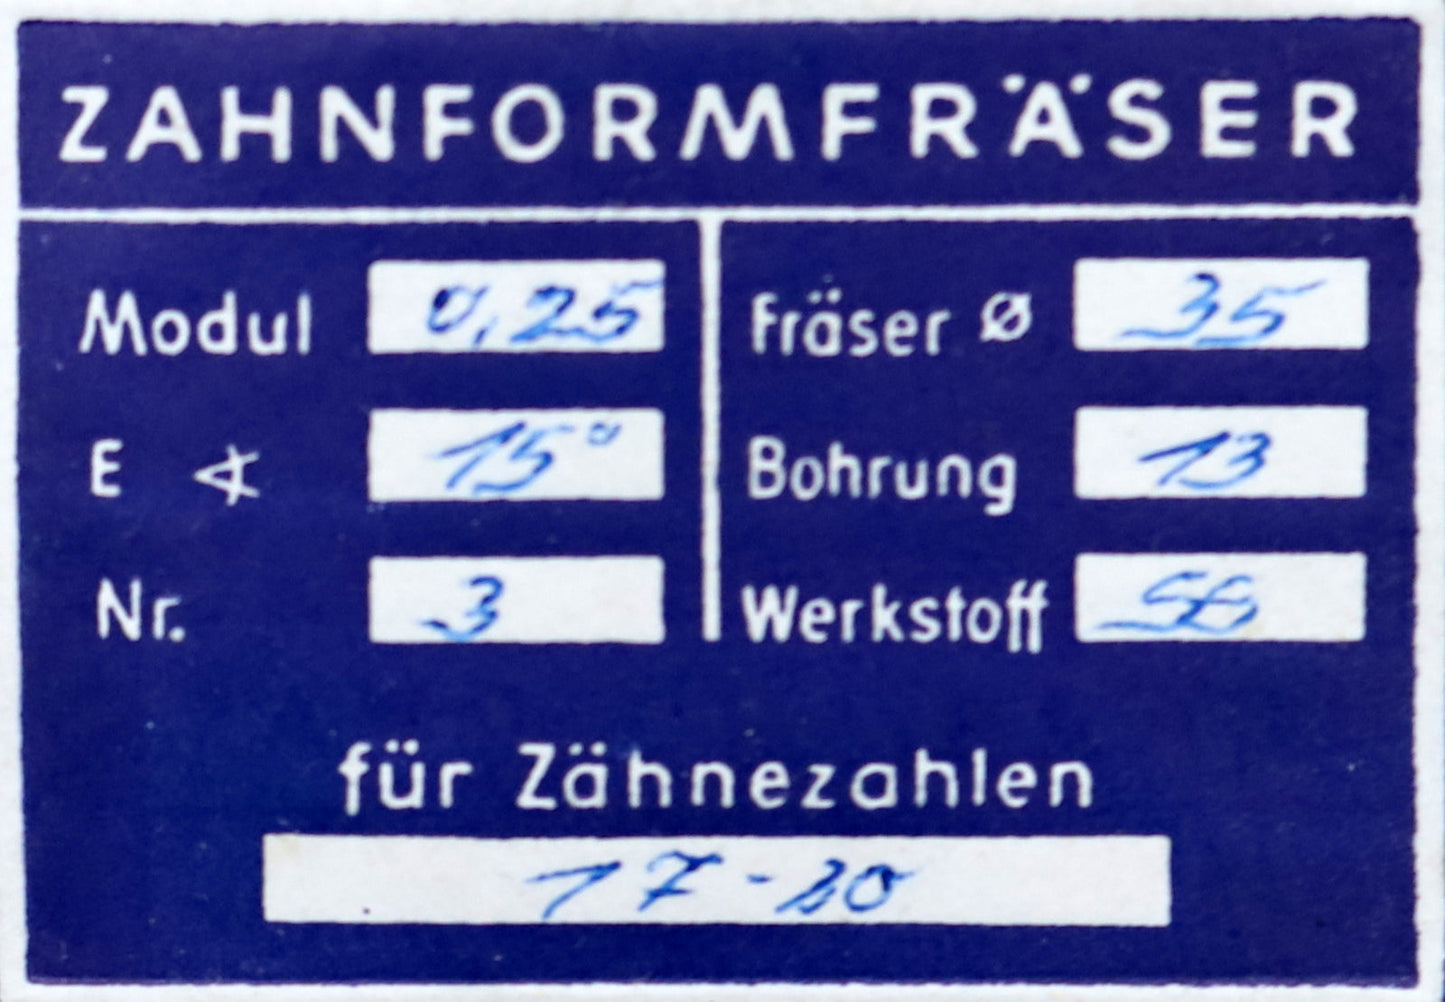 ZAHNFORMFRÄSER
Modul 0,25
E ∢ 15°
Nr. 3
Fräser Ø 35
Bohrung 13
Werkstoff SS
für Zähnezahlen
17-20